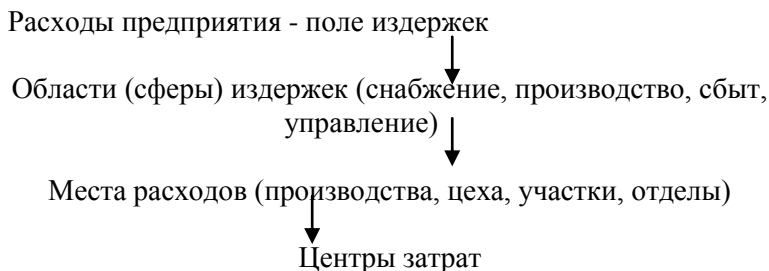 Расходы предприятия - поле издержек
Области (сферы) издержек (снабжение, производство, сбыт,
управление)
Места расходов (производства, цеха, участки, отделы)
Центры затрат